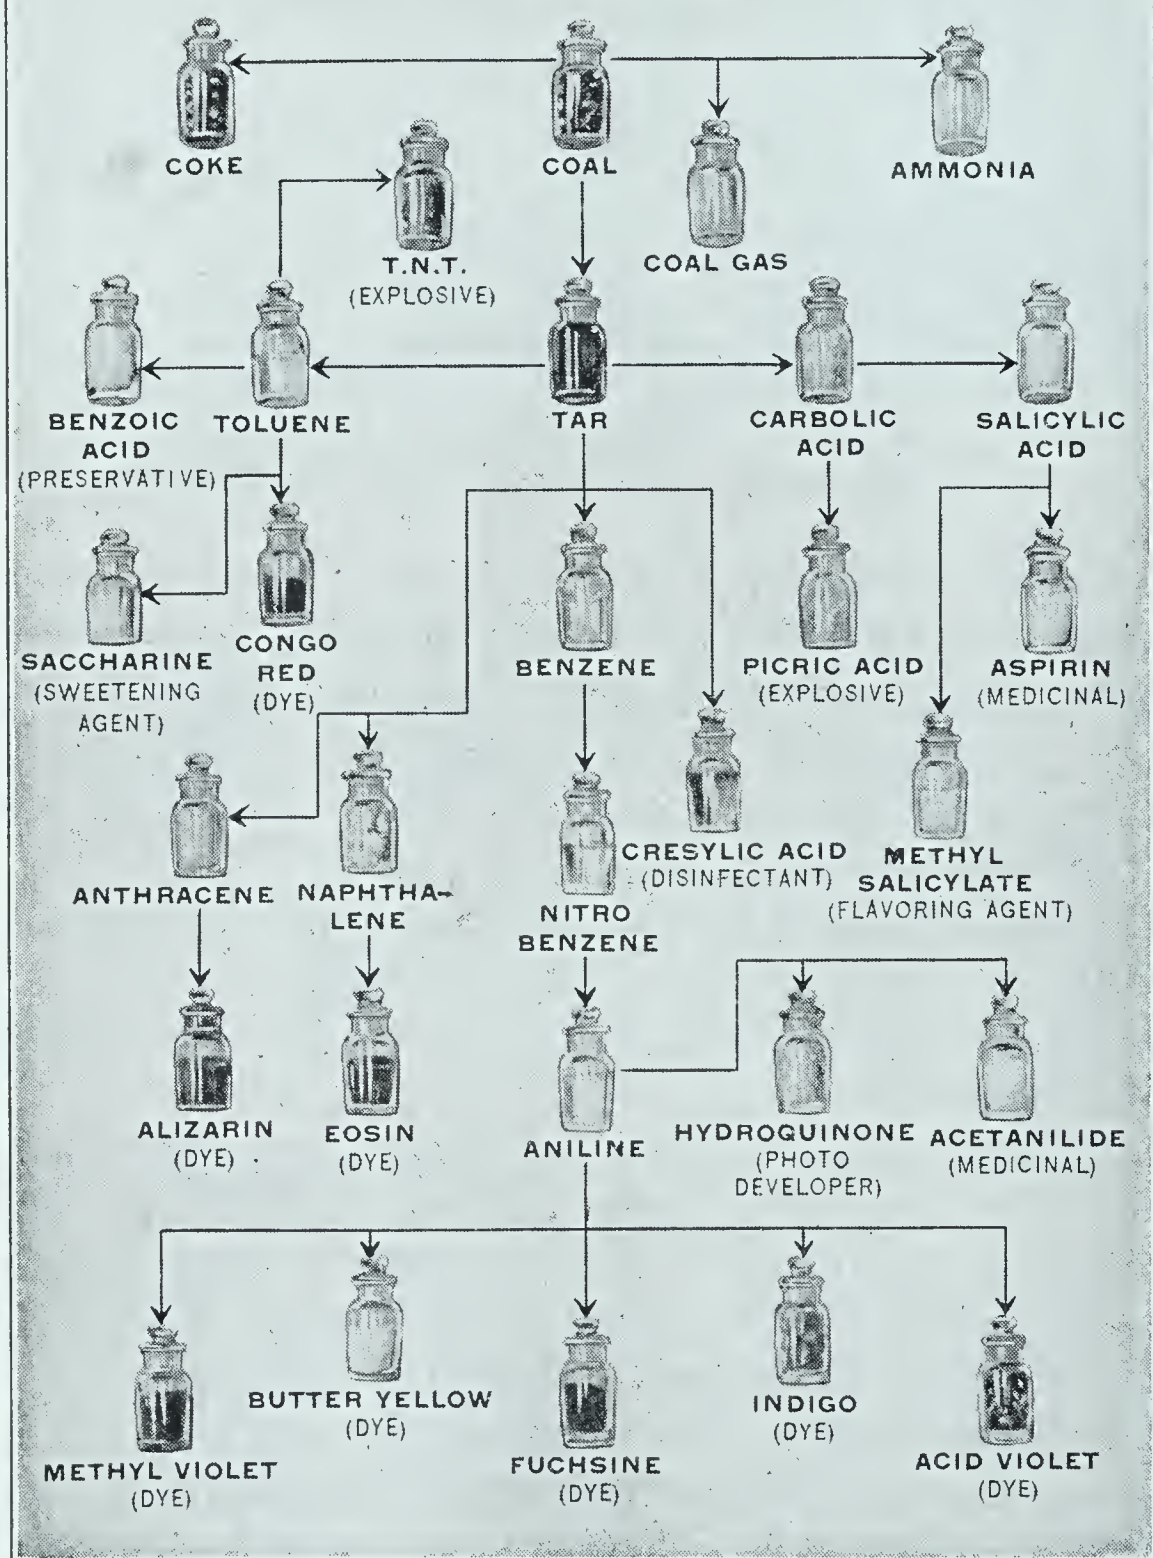 COKE
COAL
AMMONIA
COAL GAS
T.N.T.
(EXPLOSIVE)
BENZOIC
ACID
(PRESERVATIVE)
TOLUENE
TAR
CARBOLIC
ACID
SALICYLIC
ACID
SACCHARINE
(SWEETENING
AGENT)
CONGO
RED
(DYE)
BENZENE
PICRIC ACID
(EXPLOSIVE)
ASPIRIN
(MEDICINAL)
ANTHRACENE
NAPHTHA-
LENE
NITRO
BENZENE
CRESYLIC ACID
(DISINFECTANT)
METHYL
SALICYLATE
(FLAVORING AGENT)
ALIZARIN
(DYE)
EOSIN
(DYE)
ANILINE
HYDROQUINONE
(PHOTO
DEVELOPER)
ACETANILIDE
(MEDICINAL)
METHYL VIOLET
(DYE)
BUTTER YELLOW
(DYE)
FUCHSINE
(DYE)
INDIGO
(DYE)
ACID VIOLET
(DYE)